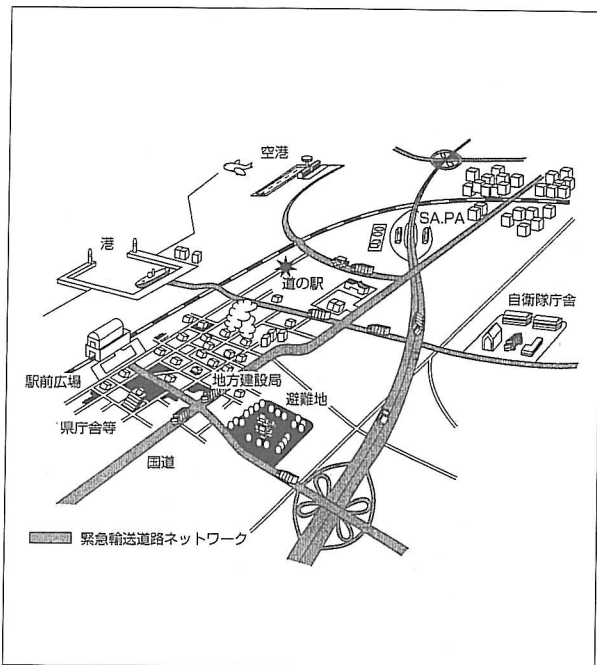 空港
SA.PA
港
道の駅
自衛隊庁舎
駅前広場
地方建設局
避難地
県庁舎等
国道
緊急輸送道路ネットワーク